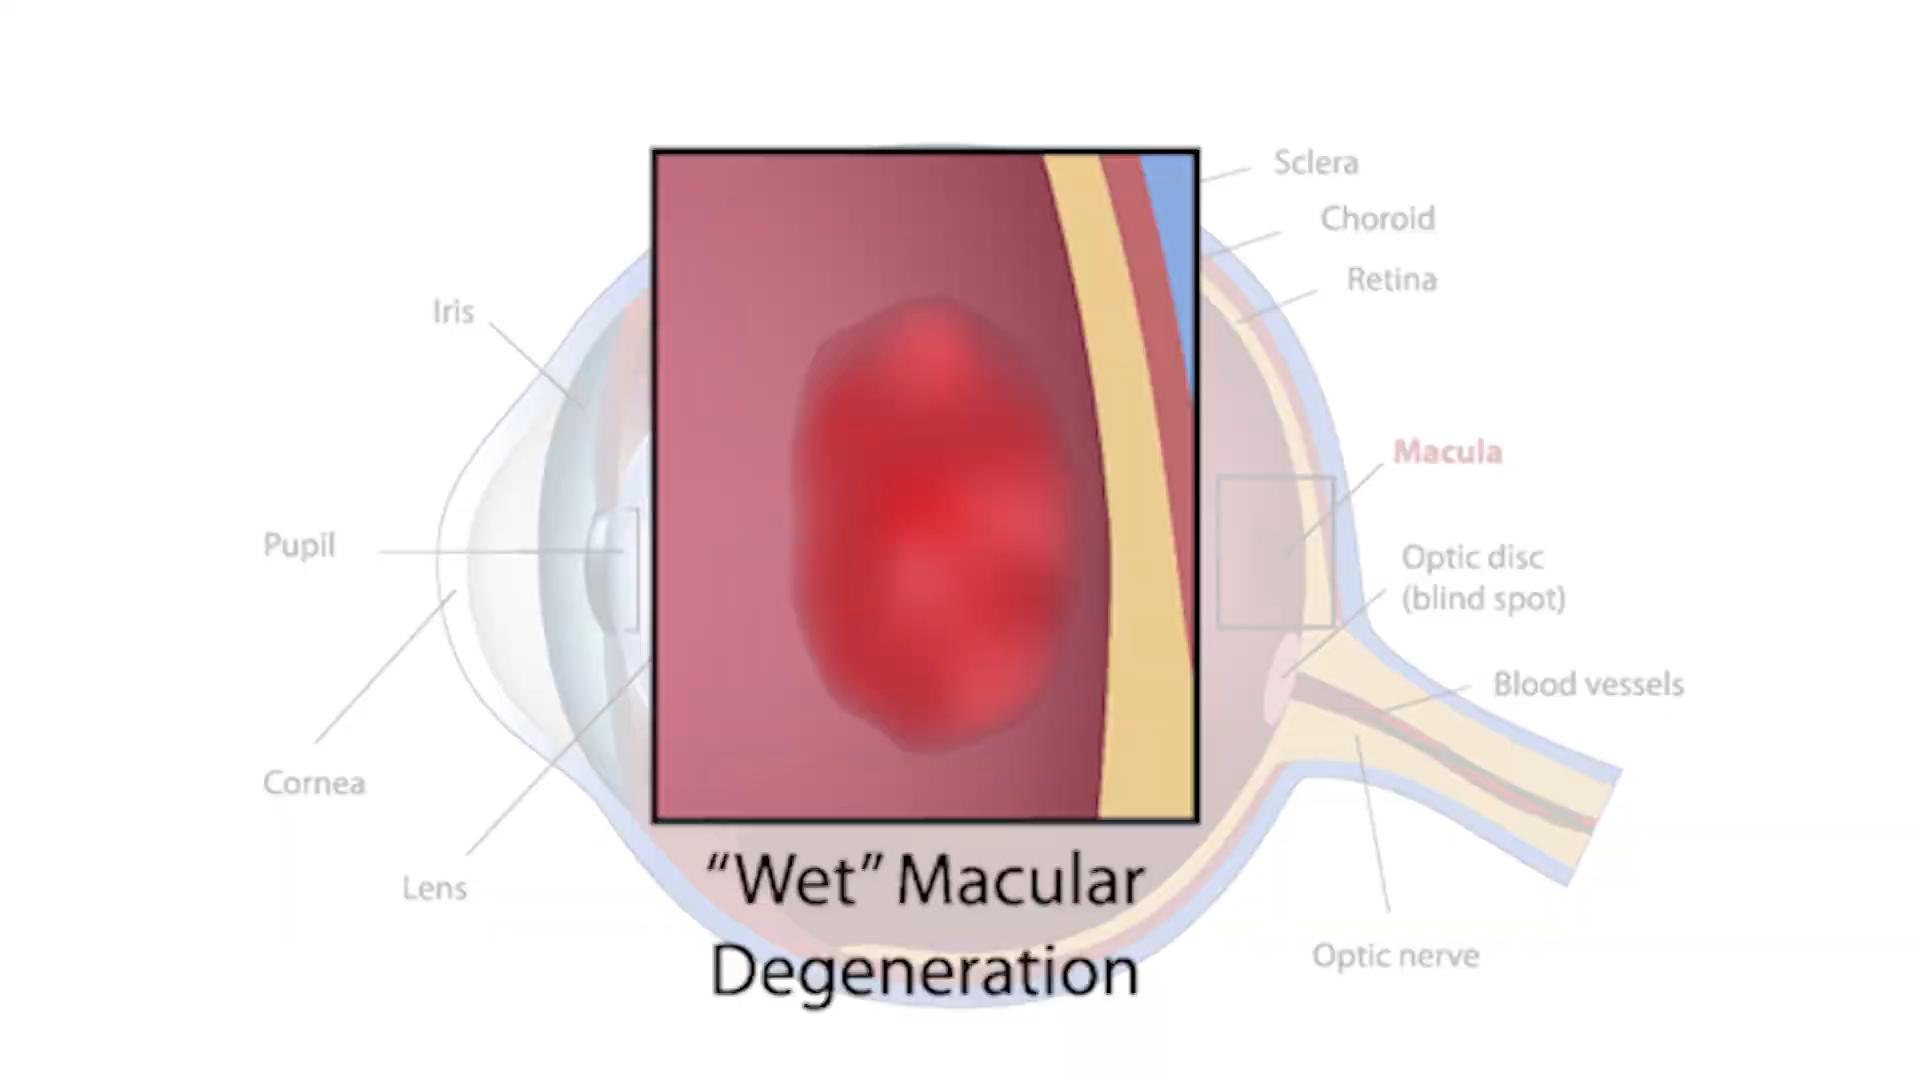 Sclera
Choroid
Retina
Iris
Macula
Pupil
Optic disc
(blind spot)
Blood vessels
Cornea
Lens
"Wet" Macular
Degeneration
Optic nerve